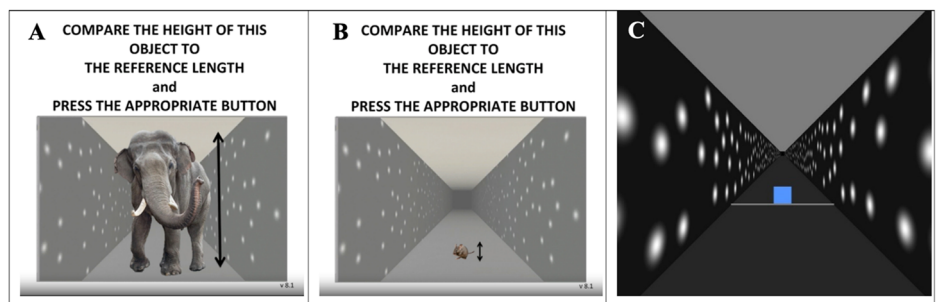 A COMPARE THE HEIGHT OF THIS
OBJECT TO
THE REFERENCE LENGTH
and
PRESS THE APPROPRIATE BUTTON
v 8.1
B COMPARE THE HEIGHT OF THIS
OBJECT TO
THE REFERENCE LENGTH
and
PRESS THE APPROPRIATE BUTTON
v 8.1
C